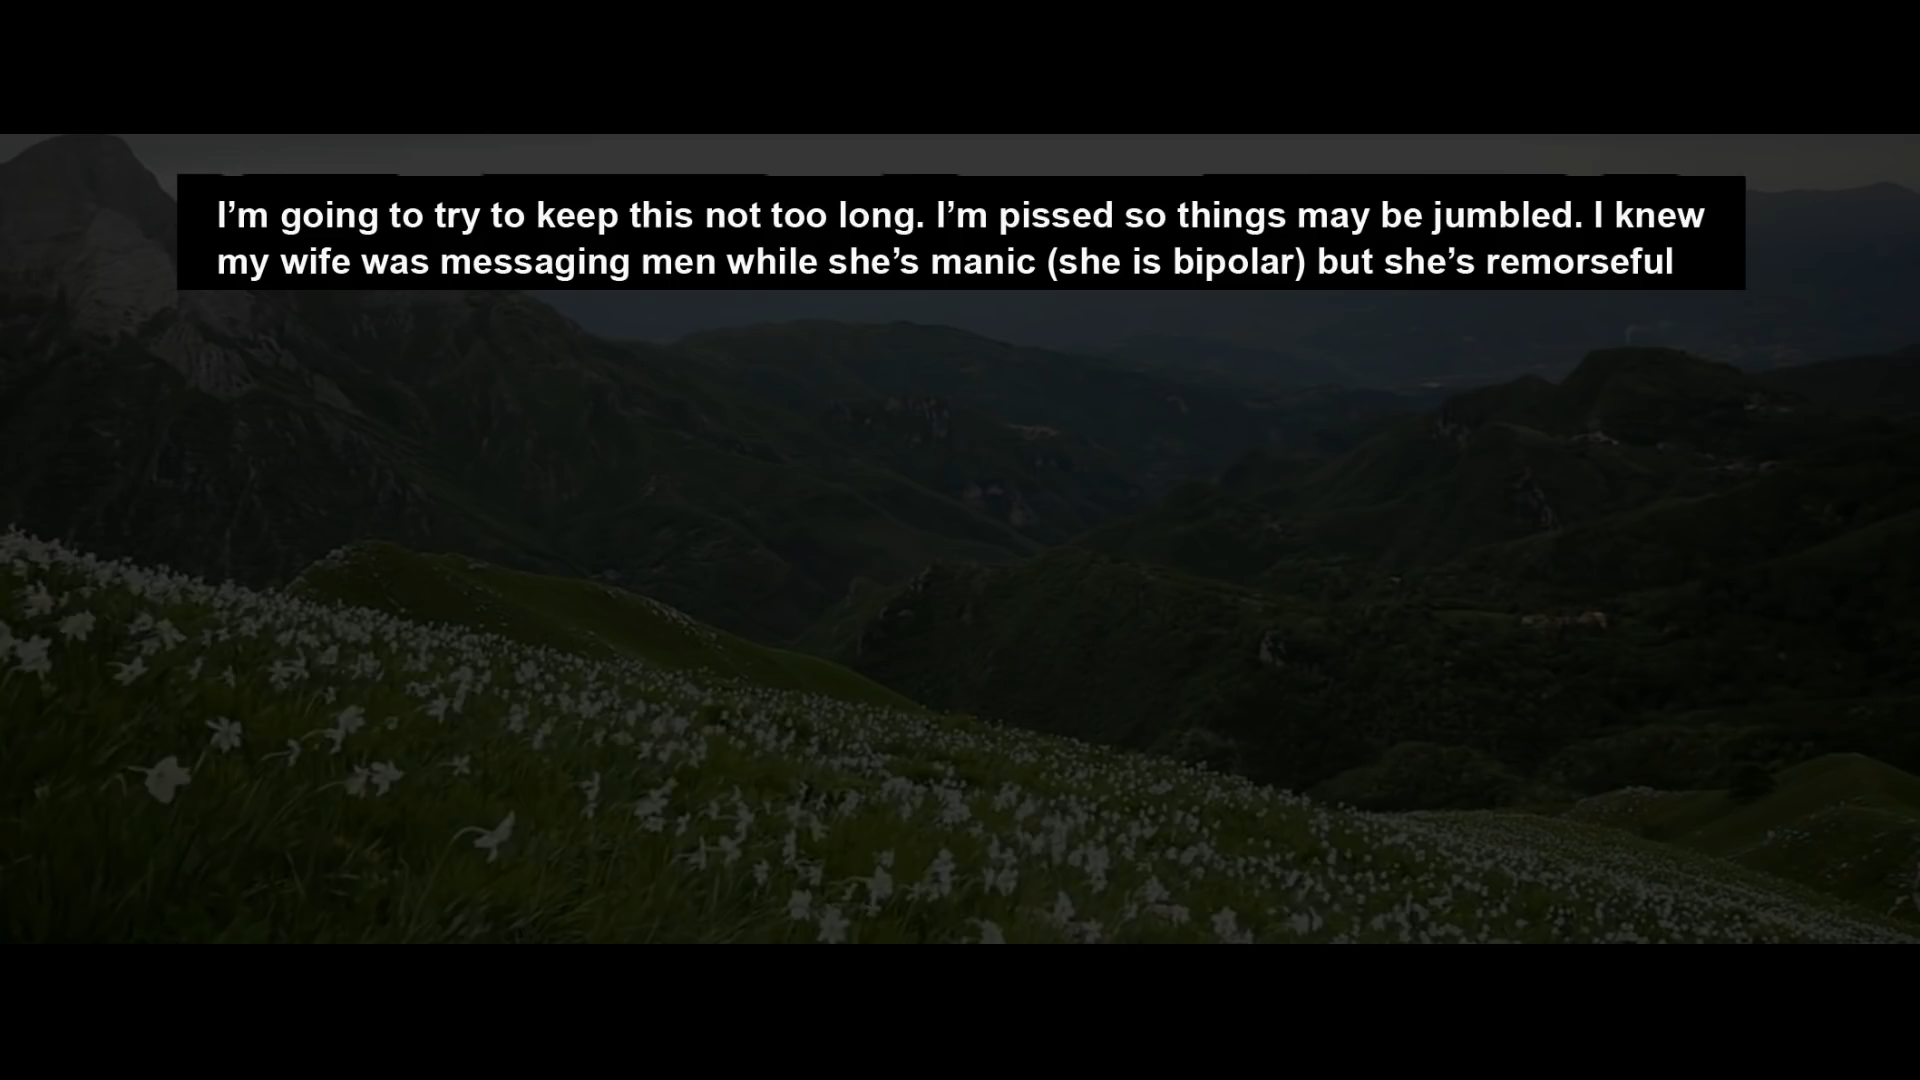 I’m going to try to keep this not too long. I’m pissed so things may be jumbled. I knew
my wife was messaging men while she’s manic (she is bipolar) but she’s remorseful